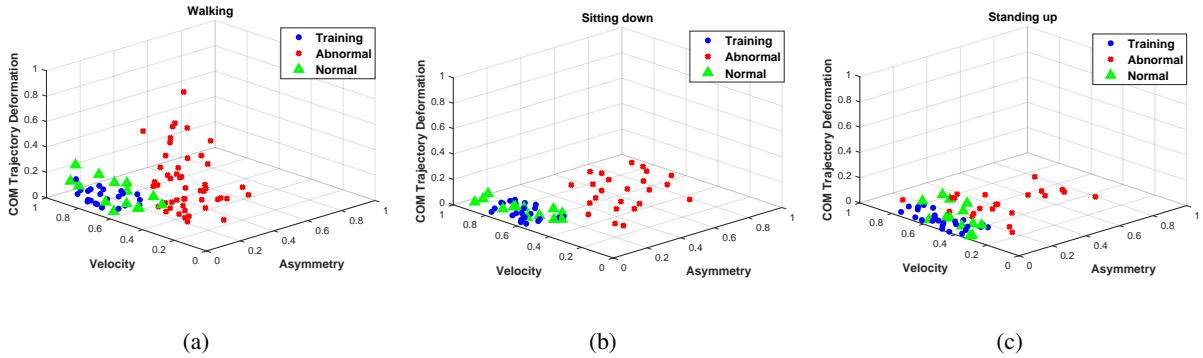 Walking
Training
Abnormal
Normal
COM Trajectory Deformation
1
0.8
0.6
0.4
0.2
0
1
0.8
0.6
0.4
0.2
0
Velocity
0
0.2
0.4
0.6
0.8
1
Asymmetry
(a)
Sitting down
Training
Abnormal
Normal
COM Trajectory Deformation
1
0.8
0.6
0.4
0.2
0
1
0.8
0.6
0.4
0.2
0
Velocity
0
0.2
0.4
0.6
0.8
1
Asymmetry
(b)
Standing up
Training
Abnormal
Normal
COM Trajectory Deformation
1
0.8
0.6
0.4
0.2
0
1
0.8
0.6
0.4
0.2
0
Velocity
0
0.2
0.4
0.6
0.8
1
Asymmetry
(c)